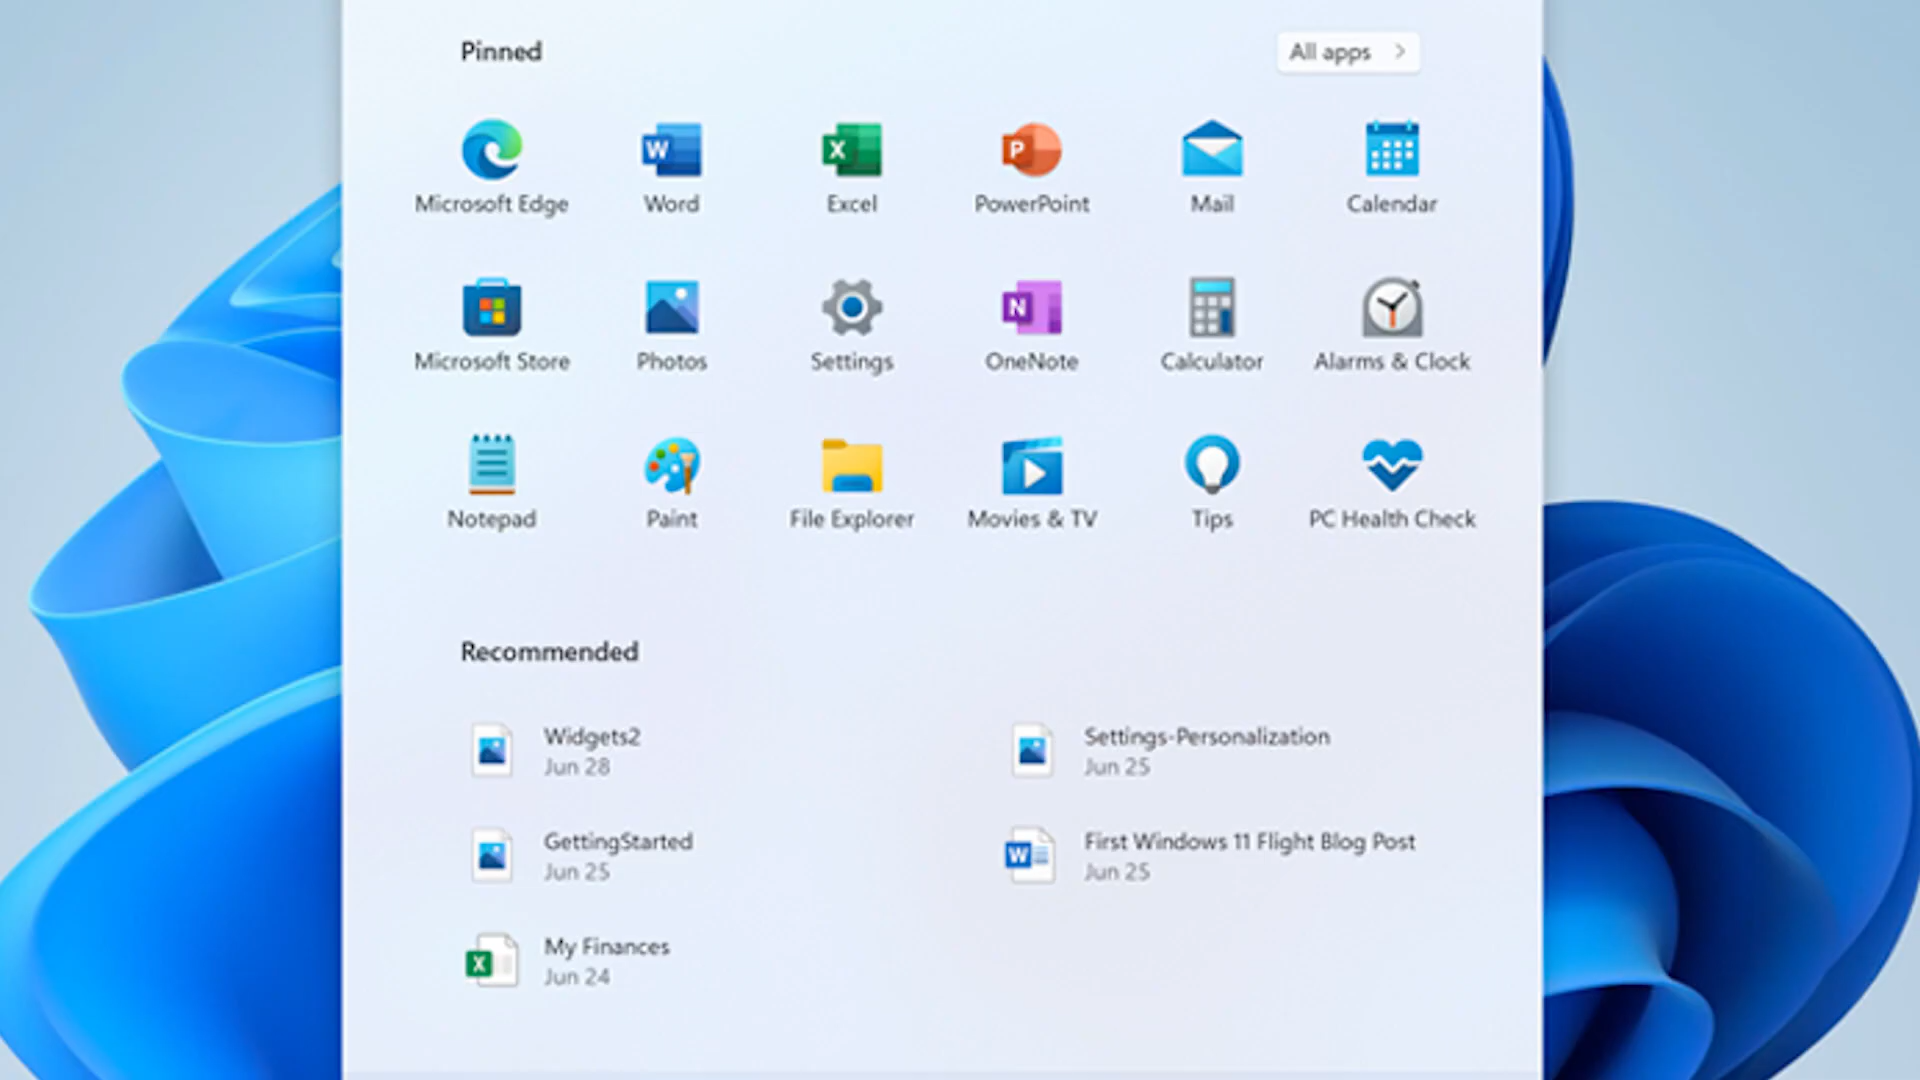 Pinned
All apps
Microsoft Edge
Word
Excel
PowerPoint
Mail
Calendar
Microsoft Store
Photos
Settings
OneNote
Calculator
Alarms & Clock
Notepad
Paint
File Explorer
Movies & TV
Tips
PC Health Check
Recommended
Widgets2
Jun 28
Settings-Personalization
Jun 25
GettingStarted
Jun 25
First Windows 11 Flight Blog Post
Jun 25
My Finances
Jun 24